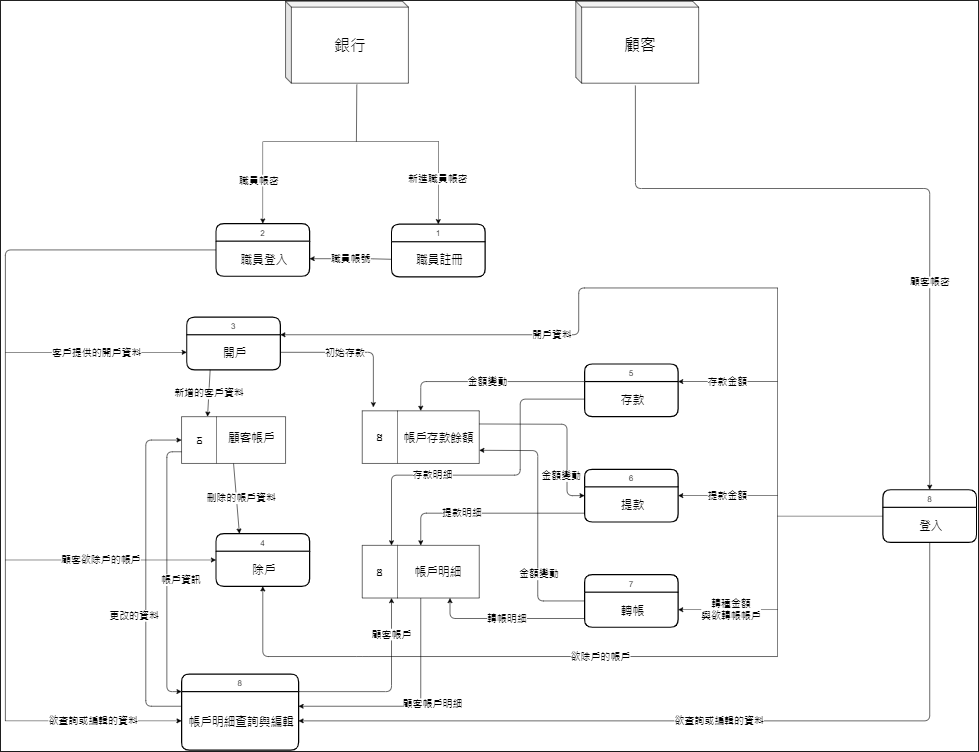 銀行
顧客
職員帳密
新進職員帳密
2
職員登入
1
職員註冊
職員帳號
顧客帳密
3
開戶
開戶資料
客戶提供的開戶資料
初始存款
新增的客戶資料
5
存款
金額變動
存款金額
顧客帳戶
帳戶存款餘額
存款明細
金額變動
6
提款
提款金額
8
登入
刪除的帳戶資料
提款明細
4
除戶
顧客欲除戶的帳戶
帳戶資訊
帳戶明細
金額變動
7
轉帳
轉賬金額
與欲轉帳帳戶
更改的資料
轉帳明細
顧客帳戶
欲除戶的帳戶
8
帳戶明細查詢與編輯
顧客帳戶明細
欲查詢或編輯的資料
欲查詢或編輯的資料